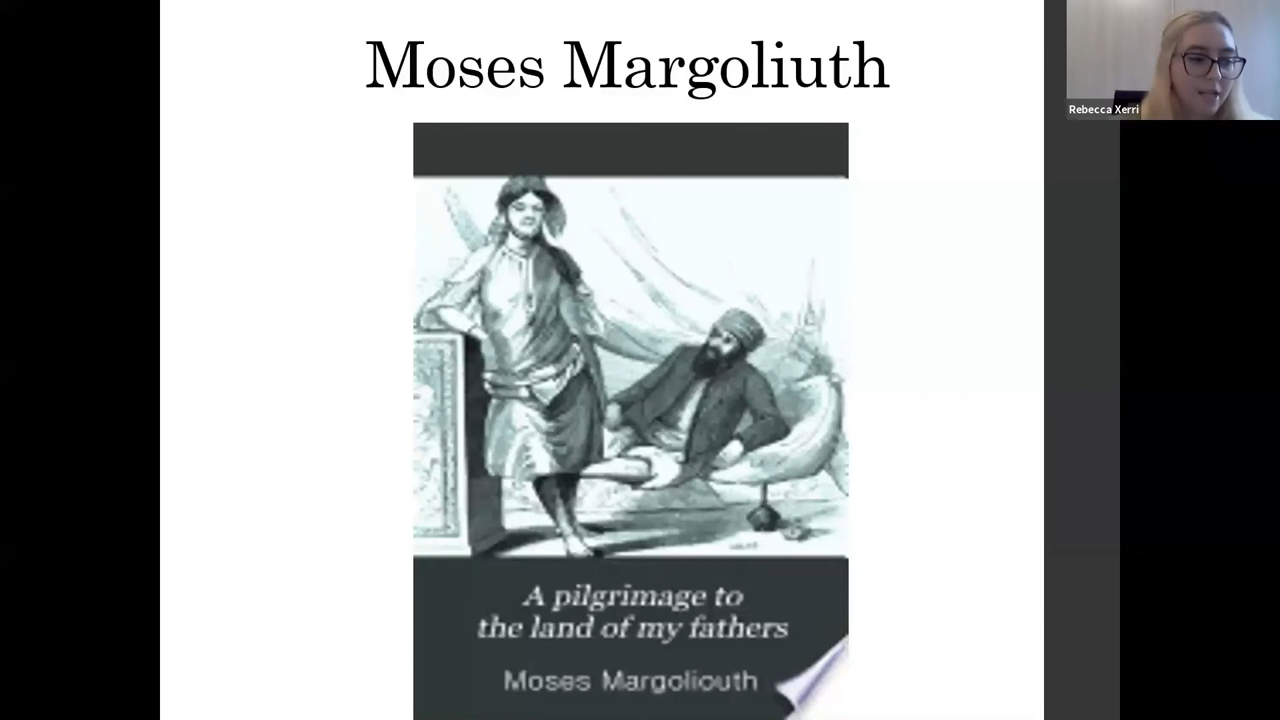 Moses Margoliuth
Rebecca Xerri
A pilgrimage to
the land of my fathers
Moses Margoliouth